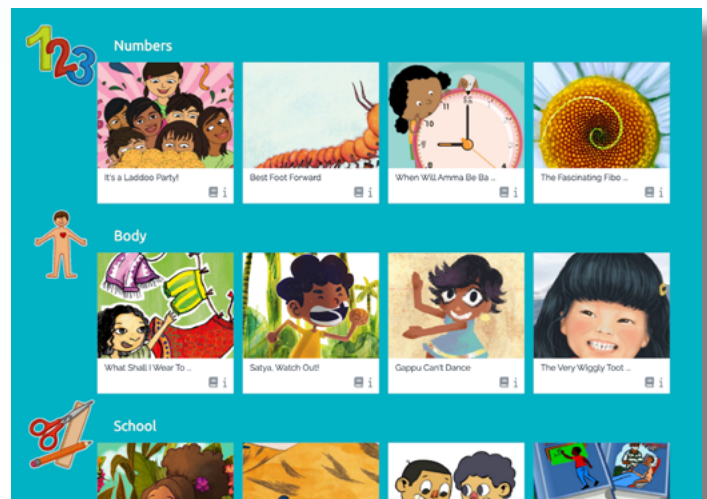 123
Numbers
It's a Laddoo Party!
Best Foot Forward
When Will Amma Be Ba ...
The Fascinating Fibo ...
Body
What Shall I Wear To ...
Satya, Watch Out!
Gappu Can't Dance
The Very Wiggly Toot ...
School